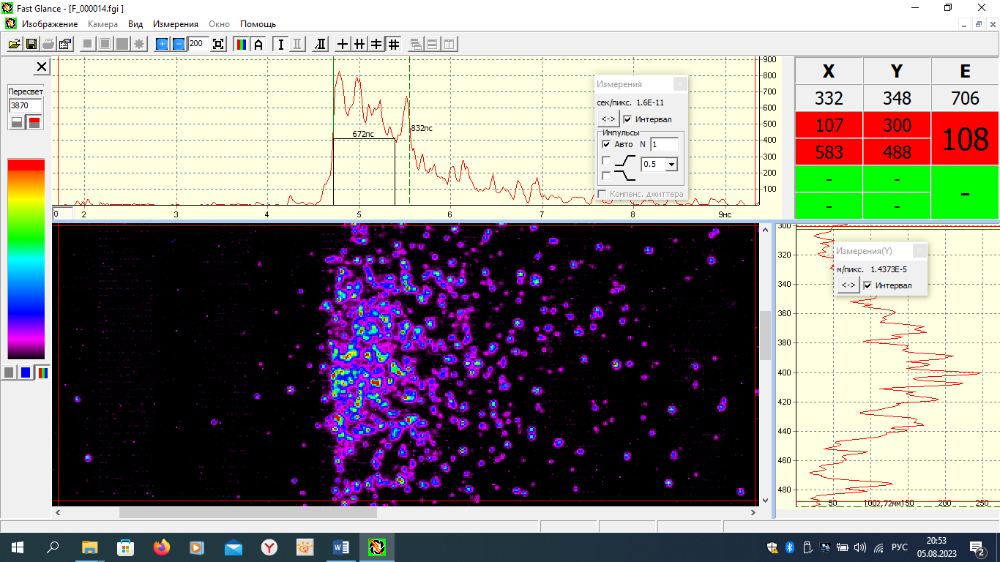 Fast Glance - [F_000014.fgi ]
Изображение Камера Вид Измерения Окно Помощь
200
Пересвет
3870
900
800
700
600
500
400
300
200
100
672пс
832пс
0 2 3 4 5 6 7 8 9нс
Измерения
сек/пикс. 1.6E-11
<-> Интервал
Импульсы
Авто N 1
0.5
Компенс. джиттера
X Y E
332 348 706
107 300 108
583 488
- - -
- -
300
320
340
360
380
400
420
440
460
480
Измерения(Y)
м/пикс. 1.4373E-5
<-> Интервал
50 100 2,72мм 150 200 250
РУС
20:53
05.08.2023
2